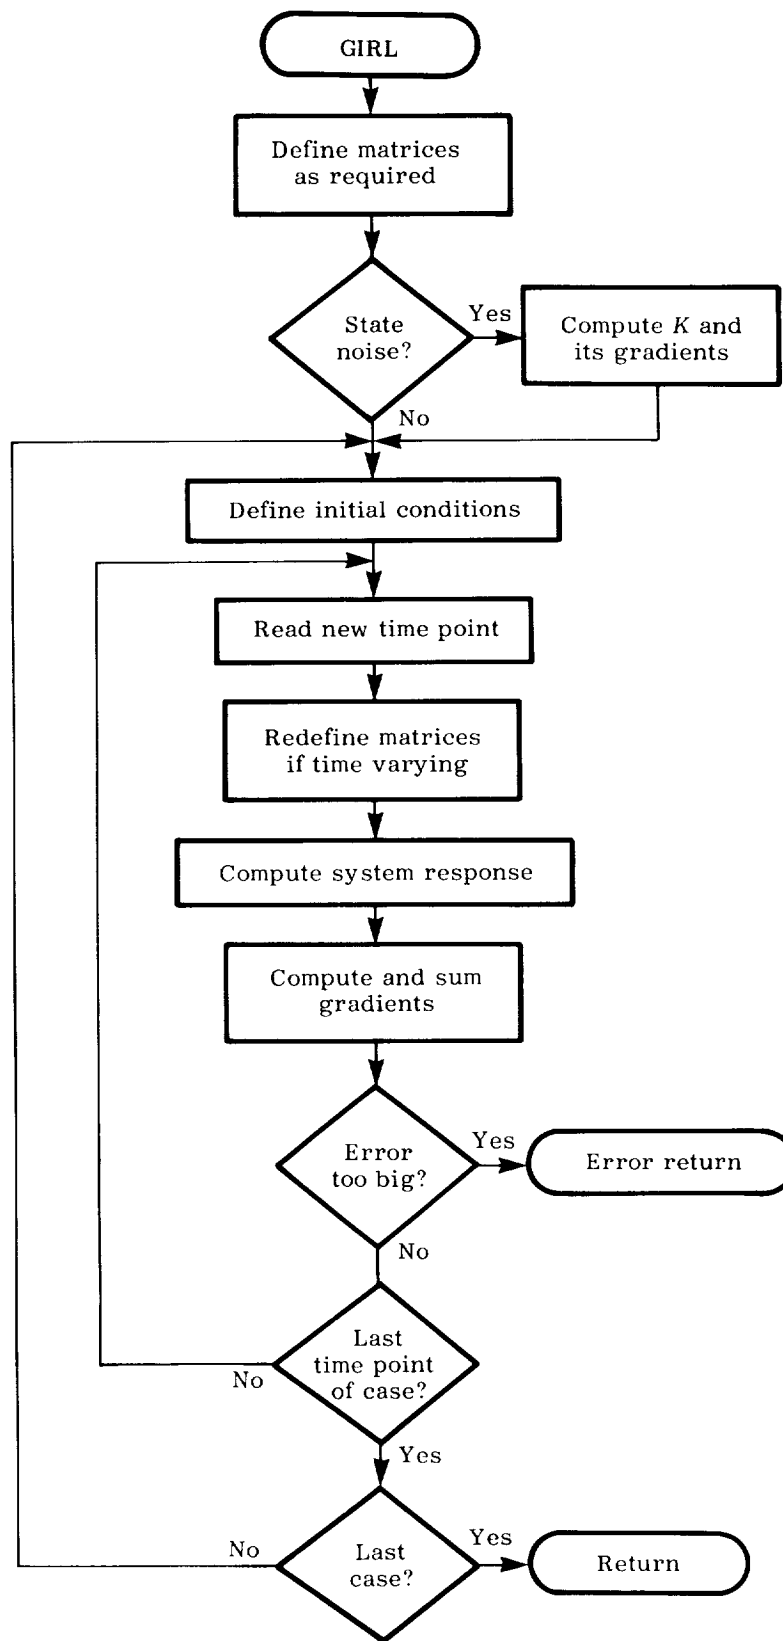 GIRL
Define matrices
as required
State
noise?
Yes
Compute K and
its gradients
No
Define initial conditions
Read new time point
Redefine matrices
if time varying
Compute system response
Compute and sum
gradients
Error
too big?
Yes
Error return
No
Last
time point
of case?
No
Yes
Last
case?
No
Yes
Return